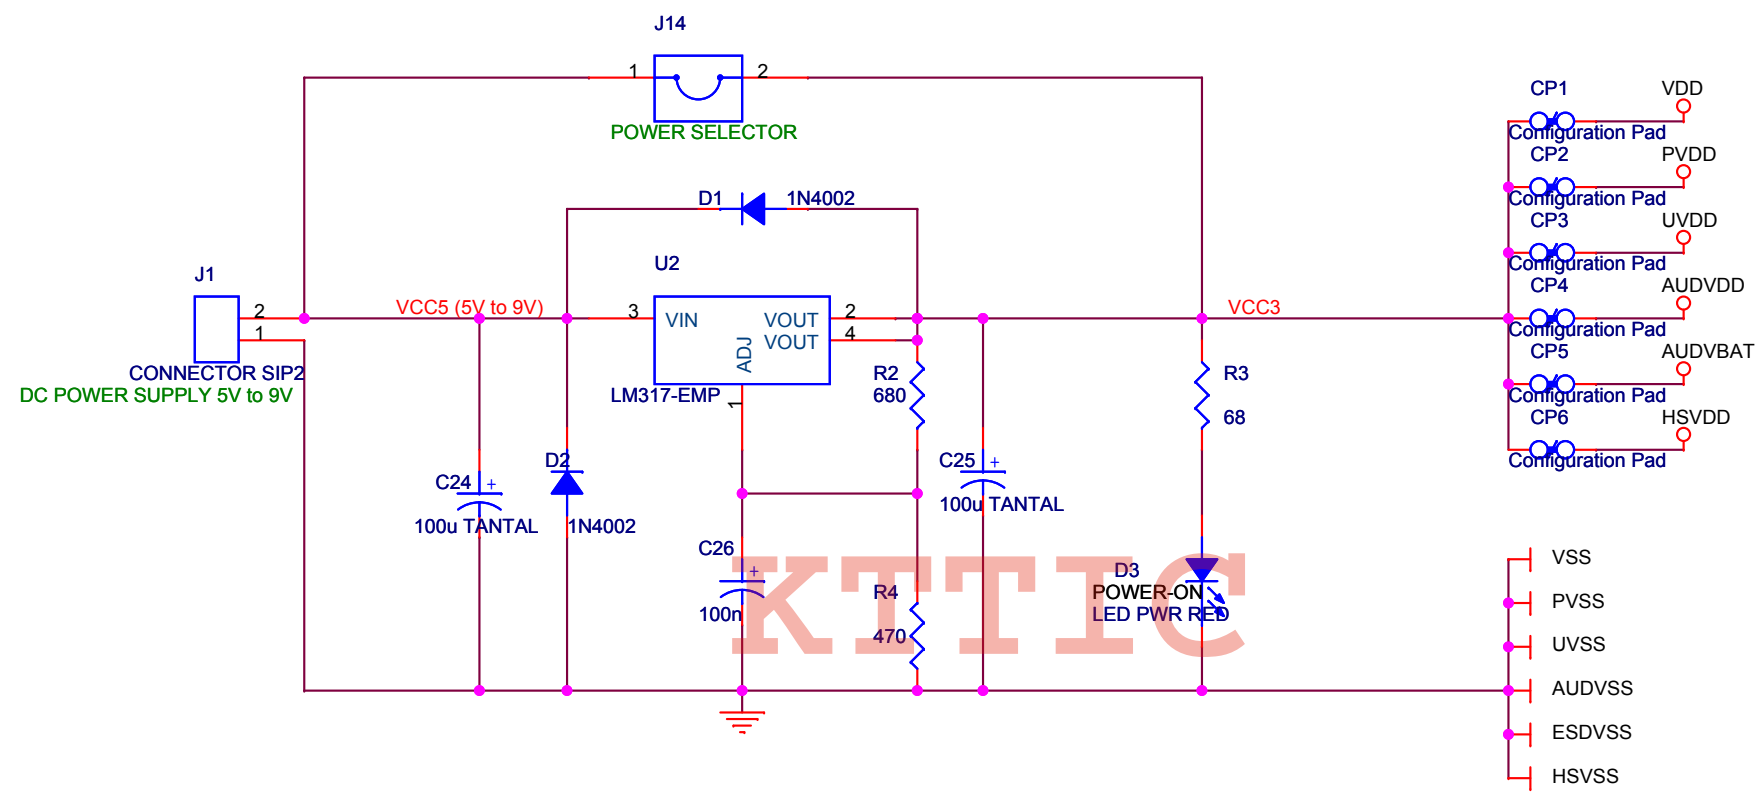 J14
1
2
POWER SELECTOR
D1
1N4002
U2
J1
2
1
CONNECTOR SIP2
DC POWER SUPPLY 5V to 9V
VCC5 (5V to 9V)
3
VIN
VOUT
VOUT
ADJ
2
4
1
LM317-EMP
R2
680
VCC3
R3
68
C24
+
100u TANTAL
D2
1N4002
C25
+
100u TANTAL
C26
+
100n
R4
470
D3
POWER-ON
LED PWR RED
KTTIC
CP1
VDD
Configuration Pad
CP2
PVDD
Configuration Pad
CP3
UVDD
Configuration Pad
CP4
AUDVDD
Configuration Pad
CP5
AUDVBAT
Configuration Pad
CP6
HSVDD
Configuration Pad
VSS
PVSS
UVSS
AUDVSS
ESDVSS
HSVSS